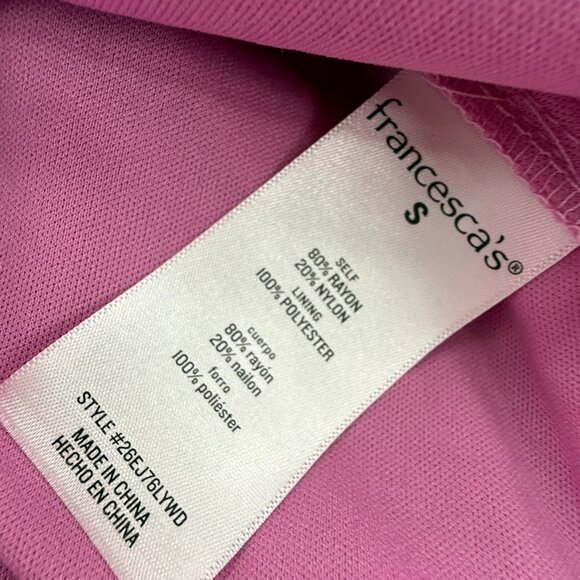 francesca's®
S
SELF
80% RAYON
20% NYLON
LINING
100% POLYESTER
cuerpo
80% rayón
20% nailon
forro
100% poliéster
STYLE #26EJ76LYWD
MADE IN CHINA
HECHO EN CHINA